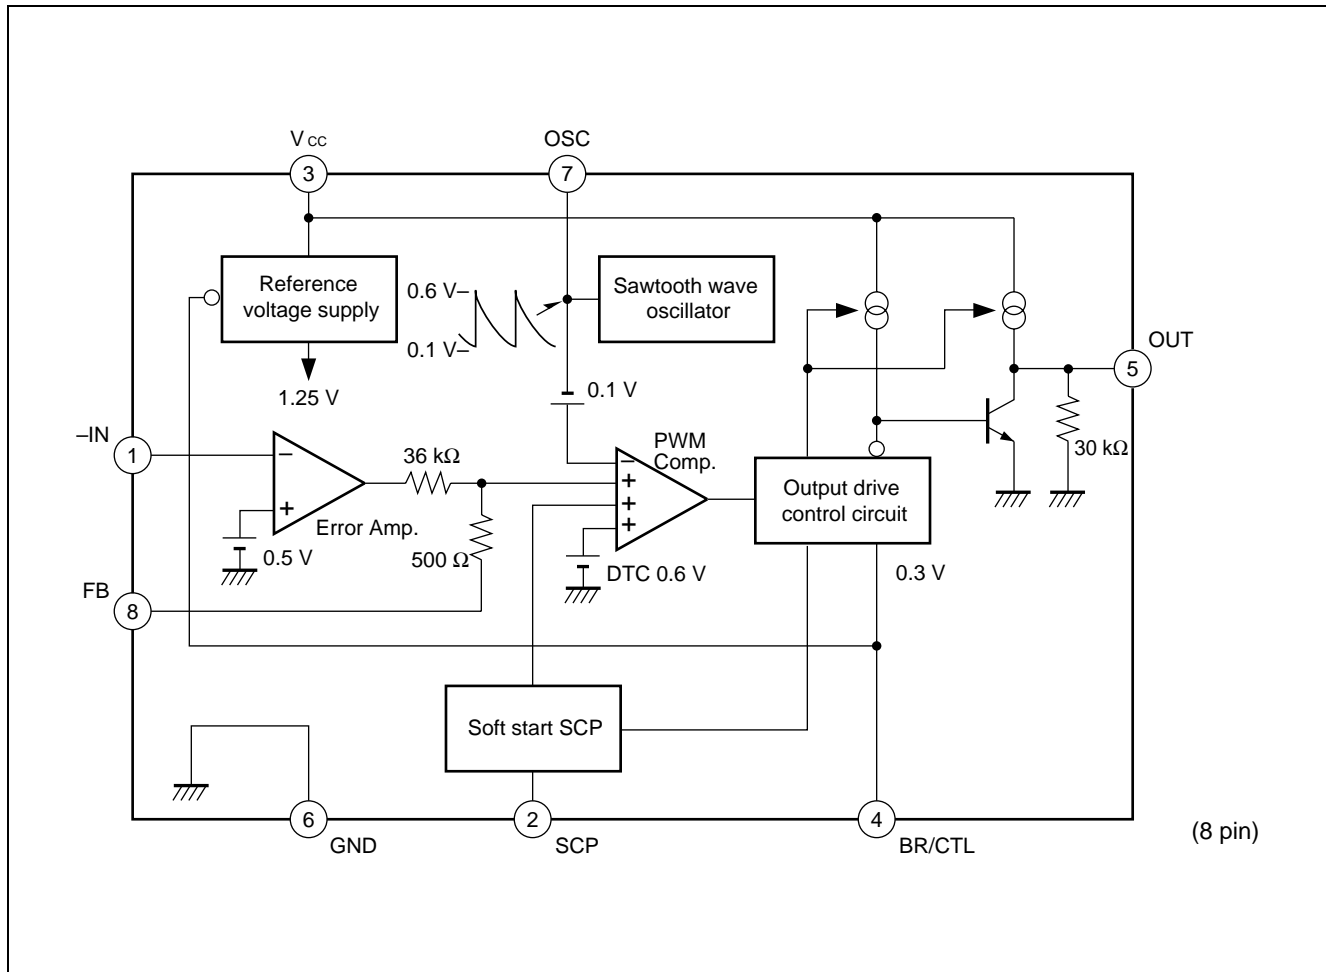 VCC
OSC
3
7
Reference
voltage supply
0.6 V
0.1 V
Sawtooth wave
oscillator
OUT
5
1.25 V
0.1 V
–IN
1
−
+
Error Amp.
0.5 V
36 kΩ
500 Ω
PWM
Comp.
−
+
+
+
DTC 0.6 V
Output drive
control circuit
30 kΩ
0.3 V
FB
8
Soft start SCP
6
GND
2
SCP
4
BR/CTL
(8 pin)